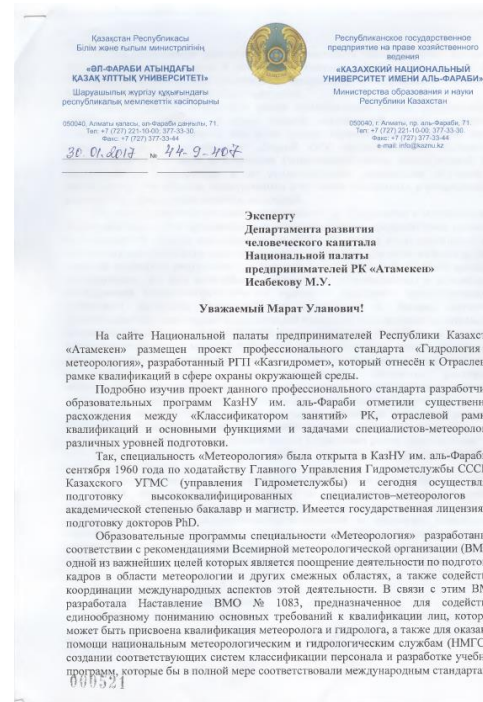 Қазақстан Республикасы
Білім және ғылым министрлігінің
«ӘЛ-ФАРАБИ АТЫНДАҒЫ
ҚАЗАҚ ҰЛТТЫҚ УНИВЕРСИТЕТІ»
Шаруашылық жүргізу құқығындағы
республикалық мемлекеттік кәсіпорыны
050040, Алматы қаласы, әл-Фараби даңғылы, 71.
Тел: +7 (727) 221-10-00; 377-33-30.
Факс: +7 (727) 377-33-44
30.01.2017 № 44-9-407
Республиканское государственное
предприятие на праве хозяйственного
ведения
«КАЗАХСКИЙ НАЦИОНАЛЬНЫЙ
УНИВЕРСИТЕТ ИМЕНИ АЛЬ-ФАРАБИ»
Министерства образования и науки
Республики Казахстан
050040, г. Алматы, пр. аль-Фараби, 71.
Тел: +7 (727) 221-10-00; 377-33-30.
Факс: +7 (727) 377-33-44
e-mail: info@kaznu.kz
Эксперту
Департамента развития
человеческого капитала
Национальной палаты
предпринимателей РК «Атамекен»
Исабекову М.У.
Уважаемый Марат Уланович!
На сайте Национальной палаты предпринимателей Республики Казахст
«Атамекен» размещен проект профессионального стандарта «Гидрология
метеорология», разработанный РГП «Казгидромет», который отнесён к Отрасле
рамке квалификаций в сфере охраны окружающей среды.
Подробно изучив проект данного профессионального стандарта разработчи
образовательных программ КазНУ им. аль-Фараби отметили существен
расхождения между «Классификатором занятий» РК, отраслевой рамк
квалификаций и основными функциями и задачами специалистов-метеороло
различных уровней подготовки.
Так, специальность «Метеорология» была открыта в КазНУ им. аль-Фараб
сентября 1960 года по ходатайству Главного Управления Гидрометслужбы СССР
Казахского УГМС (управления Гидрометслужбы) и сегодня осуществл
подготовку высококвалифицированных специалистов–метеорологов
академической степенью бакалавр и магистр. Имеется государственная лицензия
подготовку докторов PhD.
Образовательные программы специальности «Метеорология» разработан
соответствии с рекомендациями Всемирной метеорологической организации (ВМ
одной из важнейших целей которых является поощрение деятельности по подгото
кадров в области метеорологии и других смежных областях, а также содейст
координации международных аспектов этой деятельности. В связи с этим ВМ
разработала Наставление ВМО № 1083, предназначенное для содейс
единообразному пониманию основных требований к квалификации лиц, котор
может быть присвоена квалификация метеоролога и гидролога, а также для оказан
помощи национальным метеорологическим и гидрологическим службам (НМГС
создании соответствующих систем классификации персонала и разработке учебн
программ, которые бы в полной мере соответствовали международным стандарта
000521